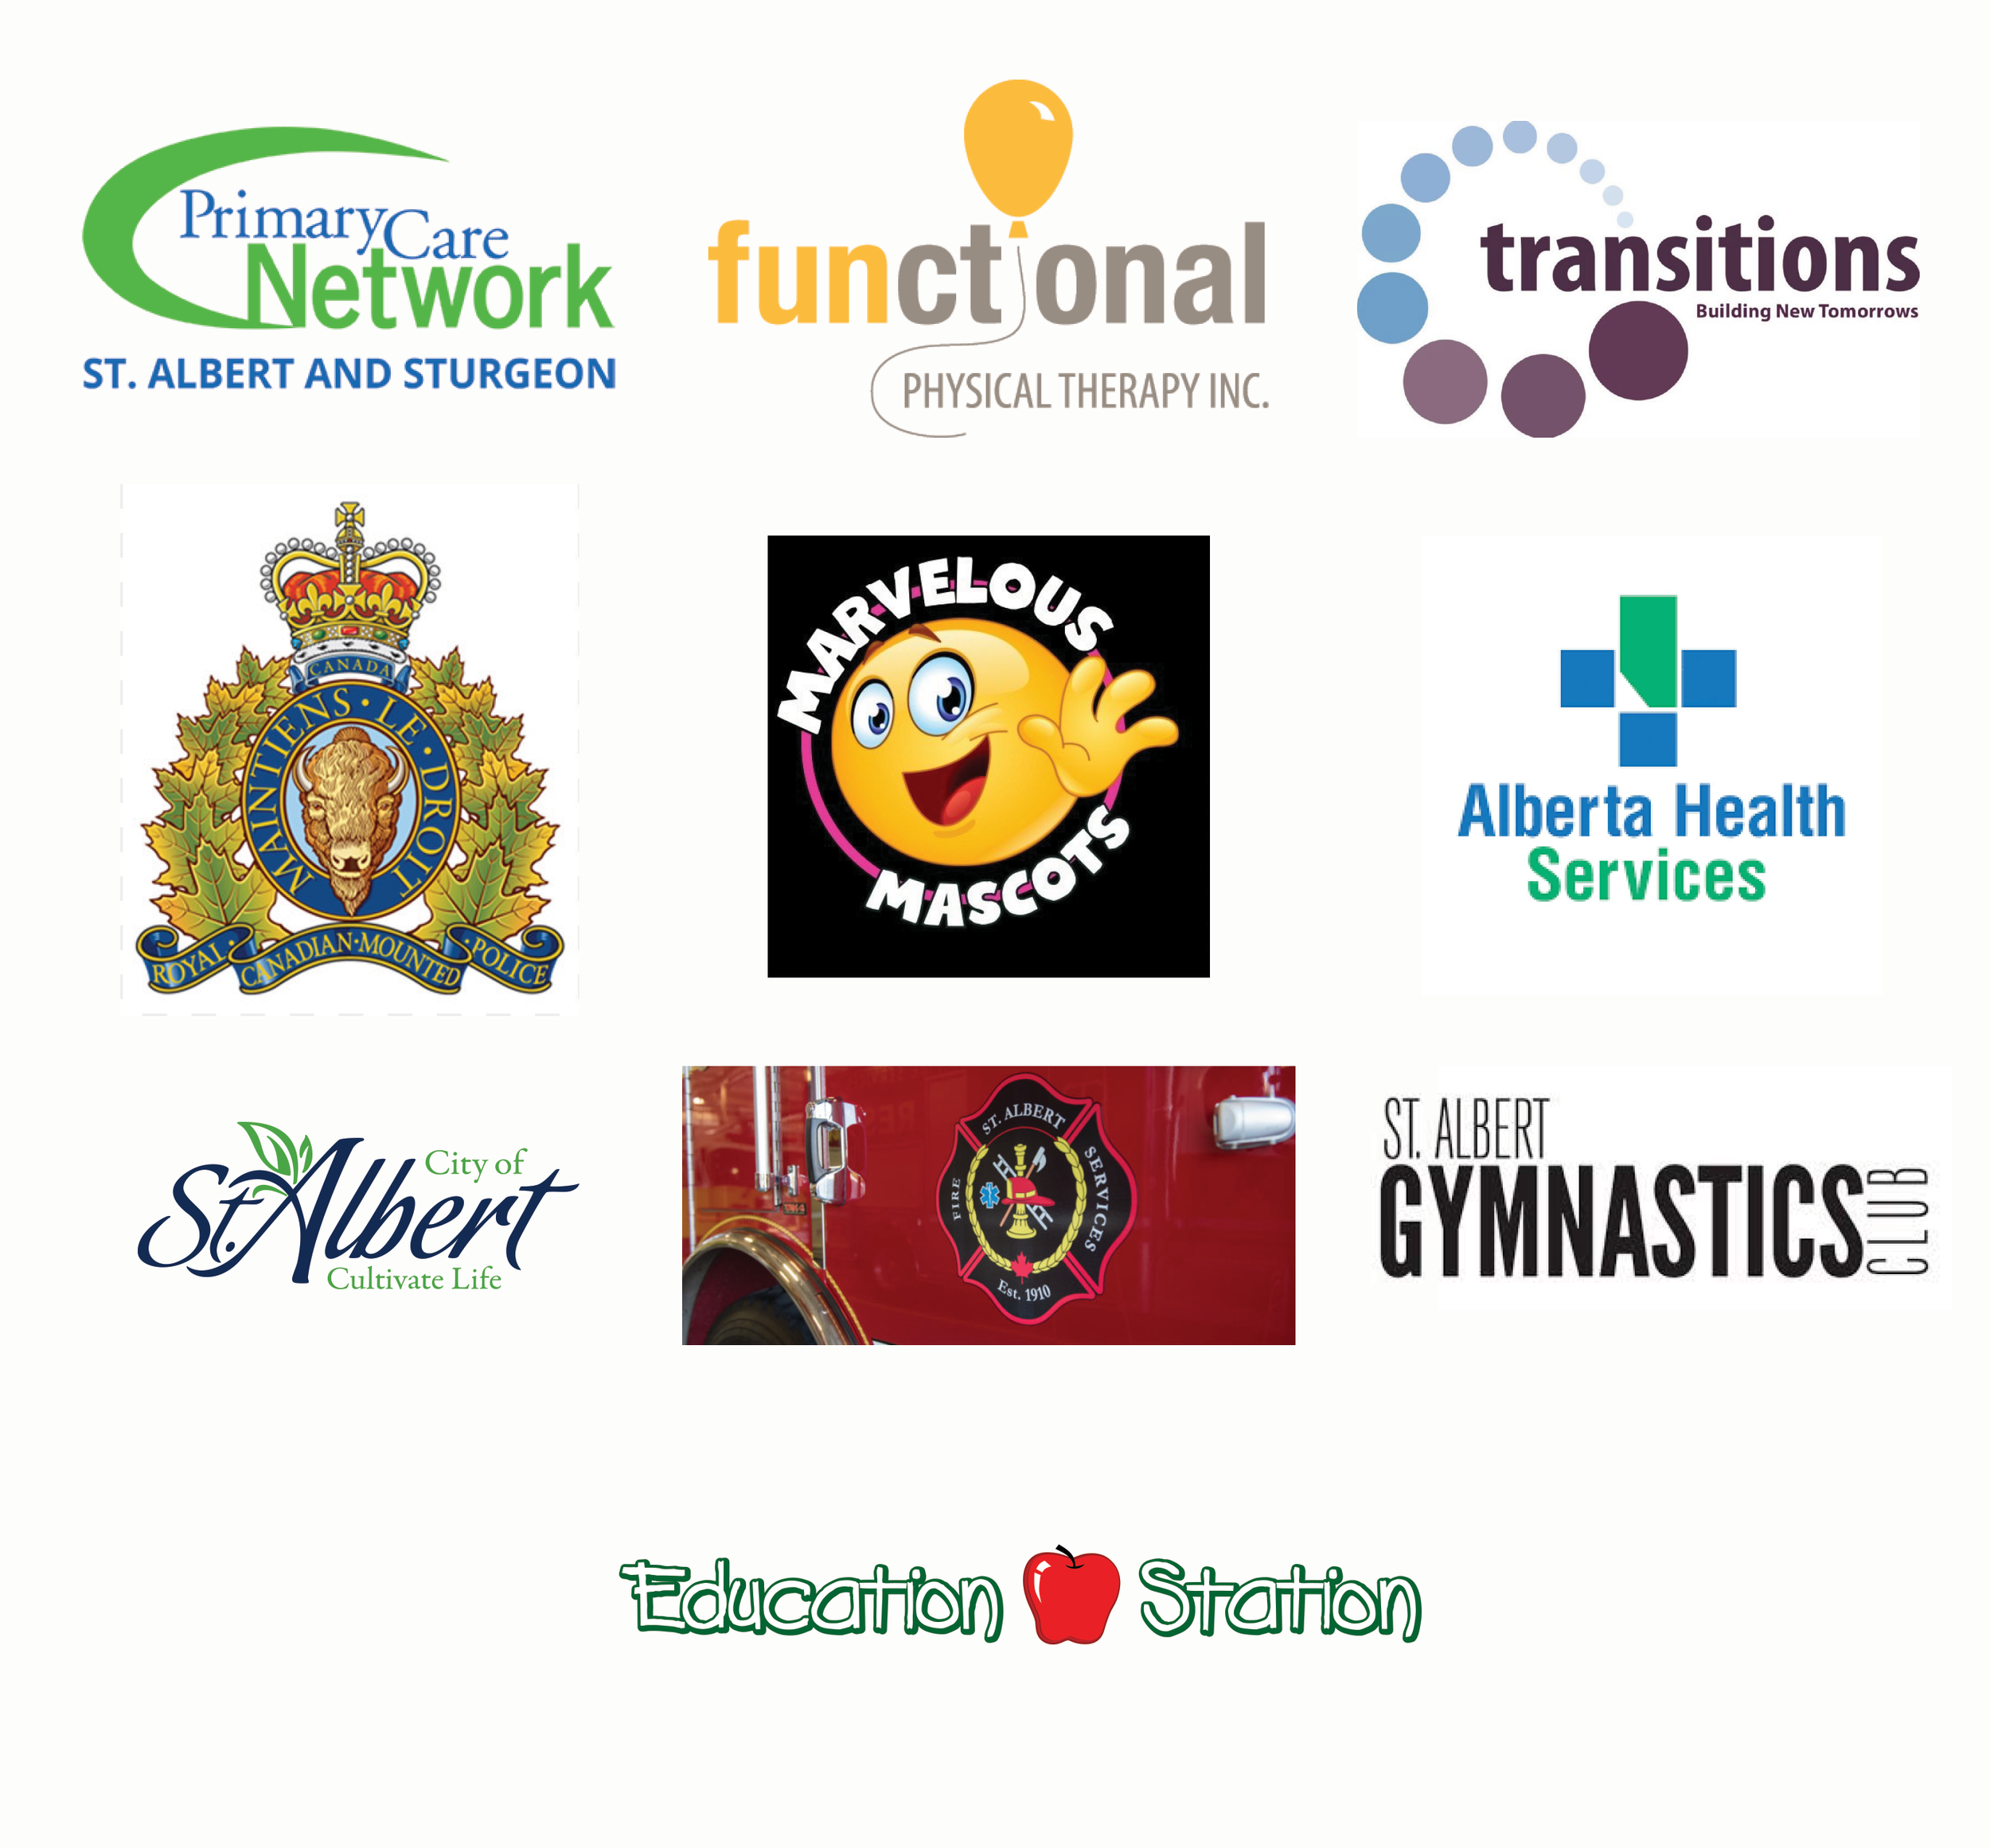 Primary Care
Network
ST. ALBERT AND STURGEON
functional
PHYSICAL THERAPY INC.
transitions
Building New Tomorrows
CANADA
MAINTIENS · LE · DROIT
ROYAL · CANADIAN · MOUNTED · POLICE
MARVELOUS
MASCOTS
Alberta Health
Services
City of
St. Albert
Cultivate Life
ST. ALBERT
FIRE
SERVICES
Est. 1910
ST. ALBERT
GYMNASTICS
CLUB
Education Station